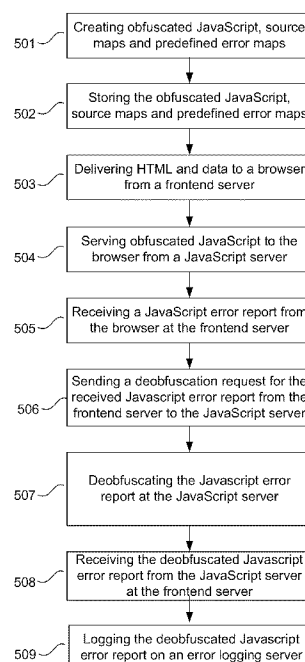 501
Creating obfuscated JavaScript, source
maps and predefined error maps
502
Storing the obfuscated JavaScript,
source maps and predefined error maps
503
Delivering HTML and data to a browser
from a frontend server
504
Serving obfuscated JavaScript to the
browser from a JavaScript server
505
Receiving a JavaScript error report from
the browser at the frontend server
506
Sending a deobfuscation request for the
received Javascript error report from the
frontend server to the JavaScript server
507
Deobfuscating the Javascript error
report at the JavaScript server
508
Receiving the deobfuscated Javascript
error report from the JavaScript server
at the frontend server
509
Logging the deobfuscated Javascript
error report on an error logging server